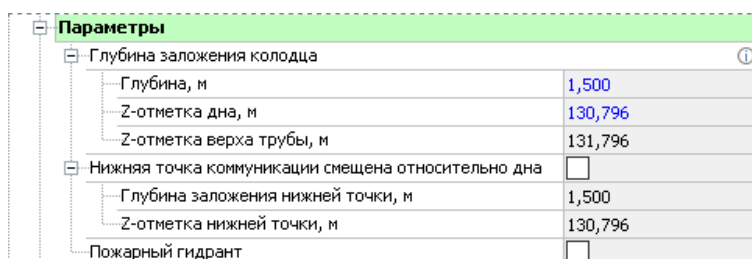 Параметры
Глубина заложения колодца
Глубина, м 1,500
Z-отметка дна, м 130,796
Z-отметка верха трубы, м 131,796
Нижняя точка коммуникации смещена относительно дна
Глубина заложения нижней точки, м 1,500
Z-отметка нижней точки, м 130,796
Пожарный гидрант